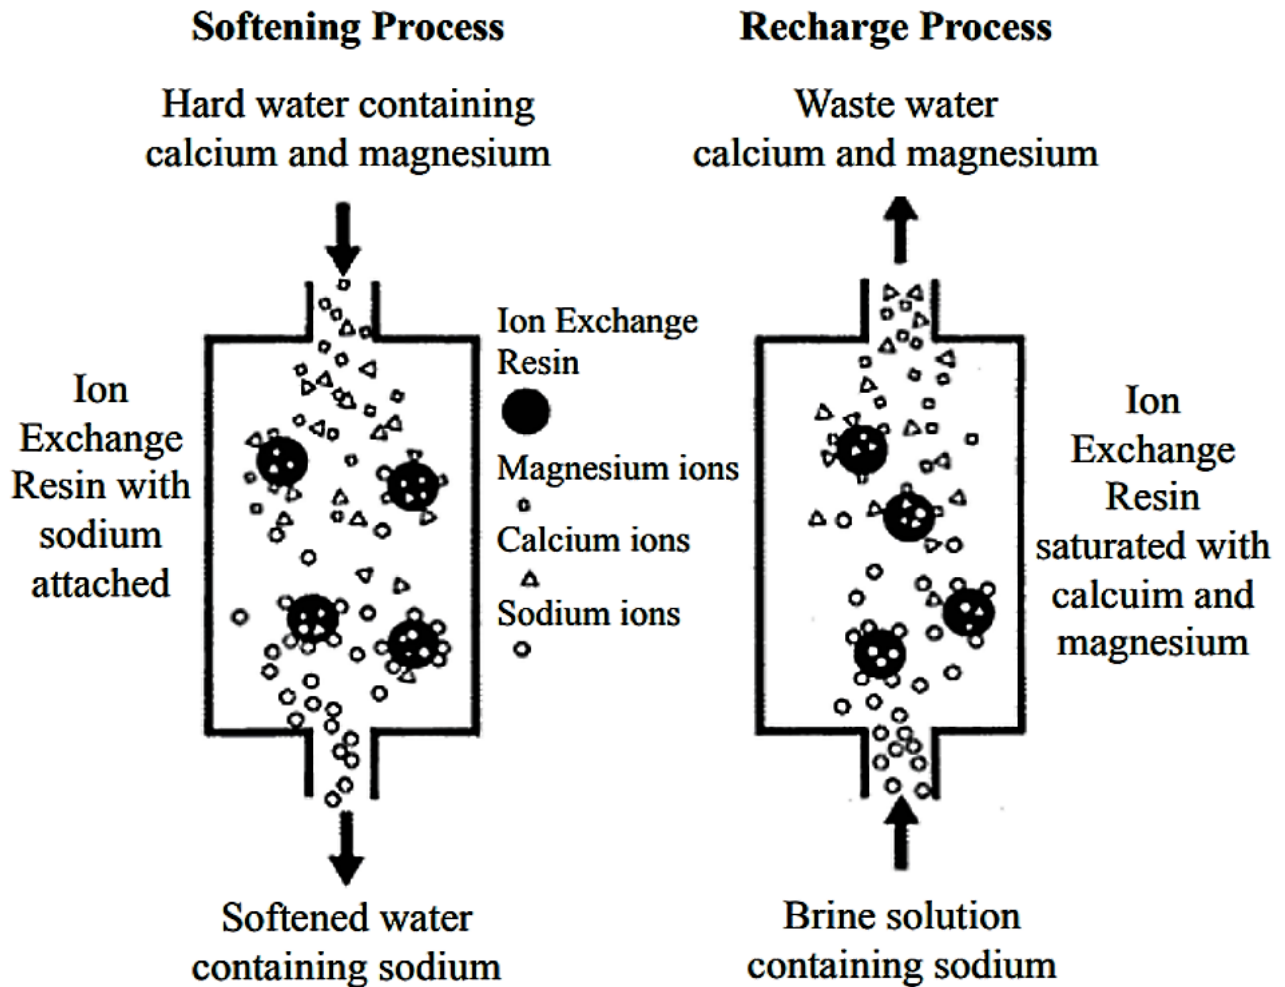 Softening Process
Hard water containing
calcium and magnesium
Ion
Exchange
Resin with
sodium
attached
Ion Exchange
Resin
Magnesium ions
Calcium ions
Sodium ions
Softened water
containing sodium
Recharge Process
Waste water
calcium and magnesium
Ion
Exchange
Resin
saturated with
calcuim and
magnesium
Brine solution
containing sodium